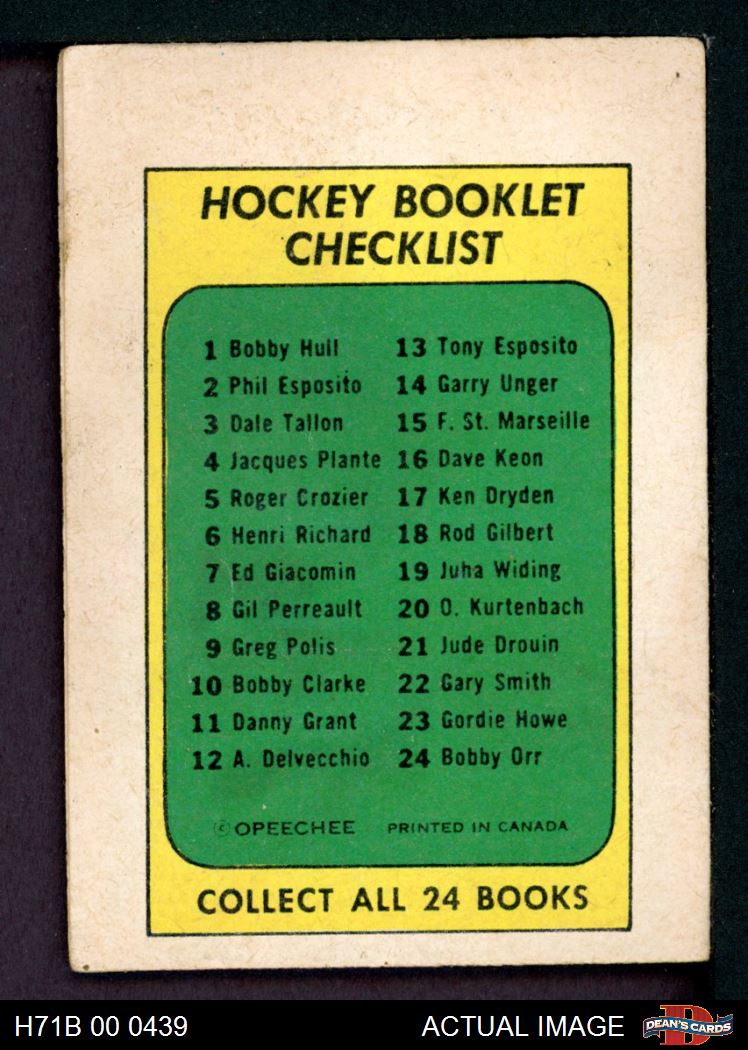 HOCKEY BOOKLET
CHECKLIST
1 Bobby Hull
2 Phil Esposito
3 Dale Tallon
4 Jacques Plante
5 Roger Crozier
6 Henri Richard
7 Ed Giacomin
8 Gil Perreault
9 Greg Polis
10 Bobby Clarke
11 Danny Grant
12 A. Delvecchio
13 Tony Esposito
14 Garry Unger
15 F. St. Marseille
16 Dave Keon
17 Ken Dryden
18 Rod Gilbert
19 Juha Widing
20 O. Kurtenbach
21 Jude Drouin
22 Gary Smith
23 Gordie Howe
24 Bobby Orr
© OPEECHEE PRINTED IN CANADA
COLLECT ALL 24 BOOKS
H71B 00 0439 ACTUAL IMAGE
D
DEAN'S CARDS